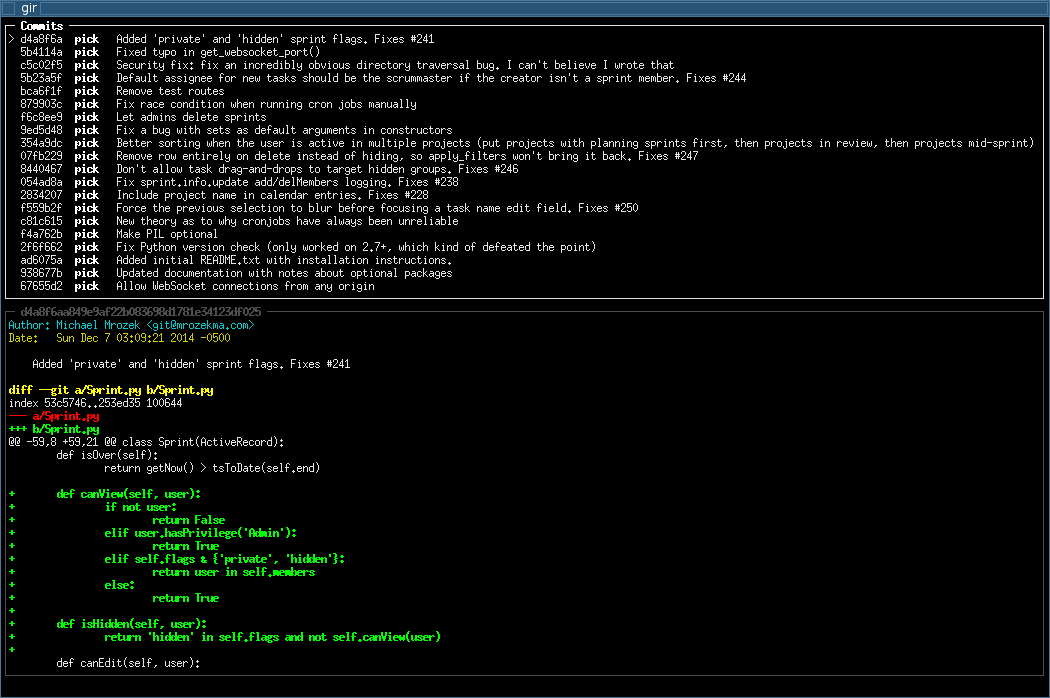 gir
Commits
> d4a8f6a pick Added 'private' and 'hidden' sprint flags. Fixes #241
5b4114a pick Fixed typo in get_websocket_port()
c5c02f5 pick Security fix: fix an incredibly obvious directory traversal bug. I can't believe I wrote that
5b23a5f pick Default assignee for new tasks should be the scrummaster if the creator isn't a sprint member. Fixes #244
bca6f1f pick Remove test routes
879903c pick Fix race condition when running cron jobs manually
f6c8ee9 pick Let admins delete sprints
9ed5d48 pick Fix a bug with sets as default arguments in constructors
354a9dc pick Better sorting when the user is active in multiple projects (put projects with planning sprints first, then projects in review, then projects mid-sprint)
07fb229 pick Remove row entirely on delete instead of hiding, so apply_filters won't bring it back. Fixes #247
8440467 pick Don't allow task drag-and-drops to target hidden groups. Fixes #246
054ad8a pick Fix sprint.info.update add/delMembers logging. Fixes #238
2834207 pick Include project name in calendar entries. Fixes #228
f559b2f pick Force the previous selection to blur before focusing a task name edit field. Fixes #250
c81c615 pick New theory as to why cronjobs have always been unreliable
f4a762b pick Make PIL optional
2f6f662 pick Fix Python version check (only worked on 2.7+, which kind of defeated the point)
ad6075a pick Added initial README.txt with installation instructions.
938677b pick Updated documentation with notes about optional packages
67655d2 pick Allow WebSocket connections from any origin
d4a8f6aa849e9af22b083698d1781e34123df025
Author: Michael Mrozek <git@mrozekma.com>
Date: Sun Dec 7 03:09:21 2014 -0500
Added 'private' and 'hidden' sprint flags. Fixes #241
diff --git a/Sprint.py b/Sprint.py
index 53c5746..253ed35 100644
--- a/Sprint.py
+++ b/Sprint.py
@@ -59,8 +59,21 @@ class Sprint(ActiveRecord):
def isOver(self):
return getNow() > tsToDate(self.end)
+
+ def canView(self, user):
+ if not user:
+ return False
+ elif user.hasPrivilege('Admin'):
+ return True
+ elif self.flags & {'private', 'hidden'}:
+ return user in self.members
+ else:
+ return True
+
+ def isHidden(self, user):
+ return 'hidden' in self.flags and not self.canView(user)
+
def canEdit(self, user):